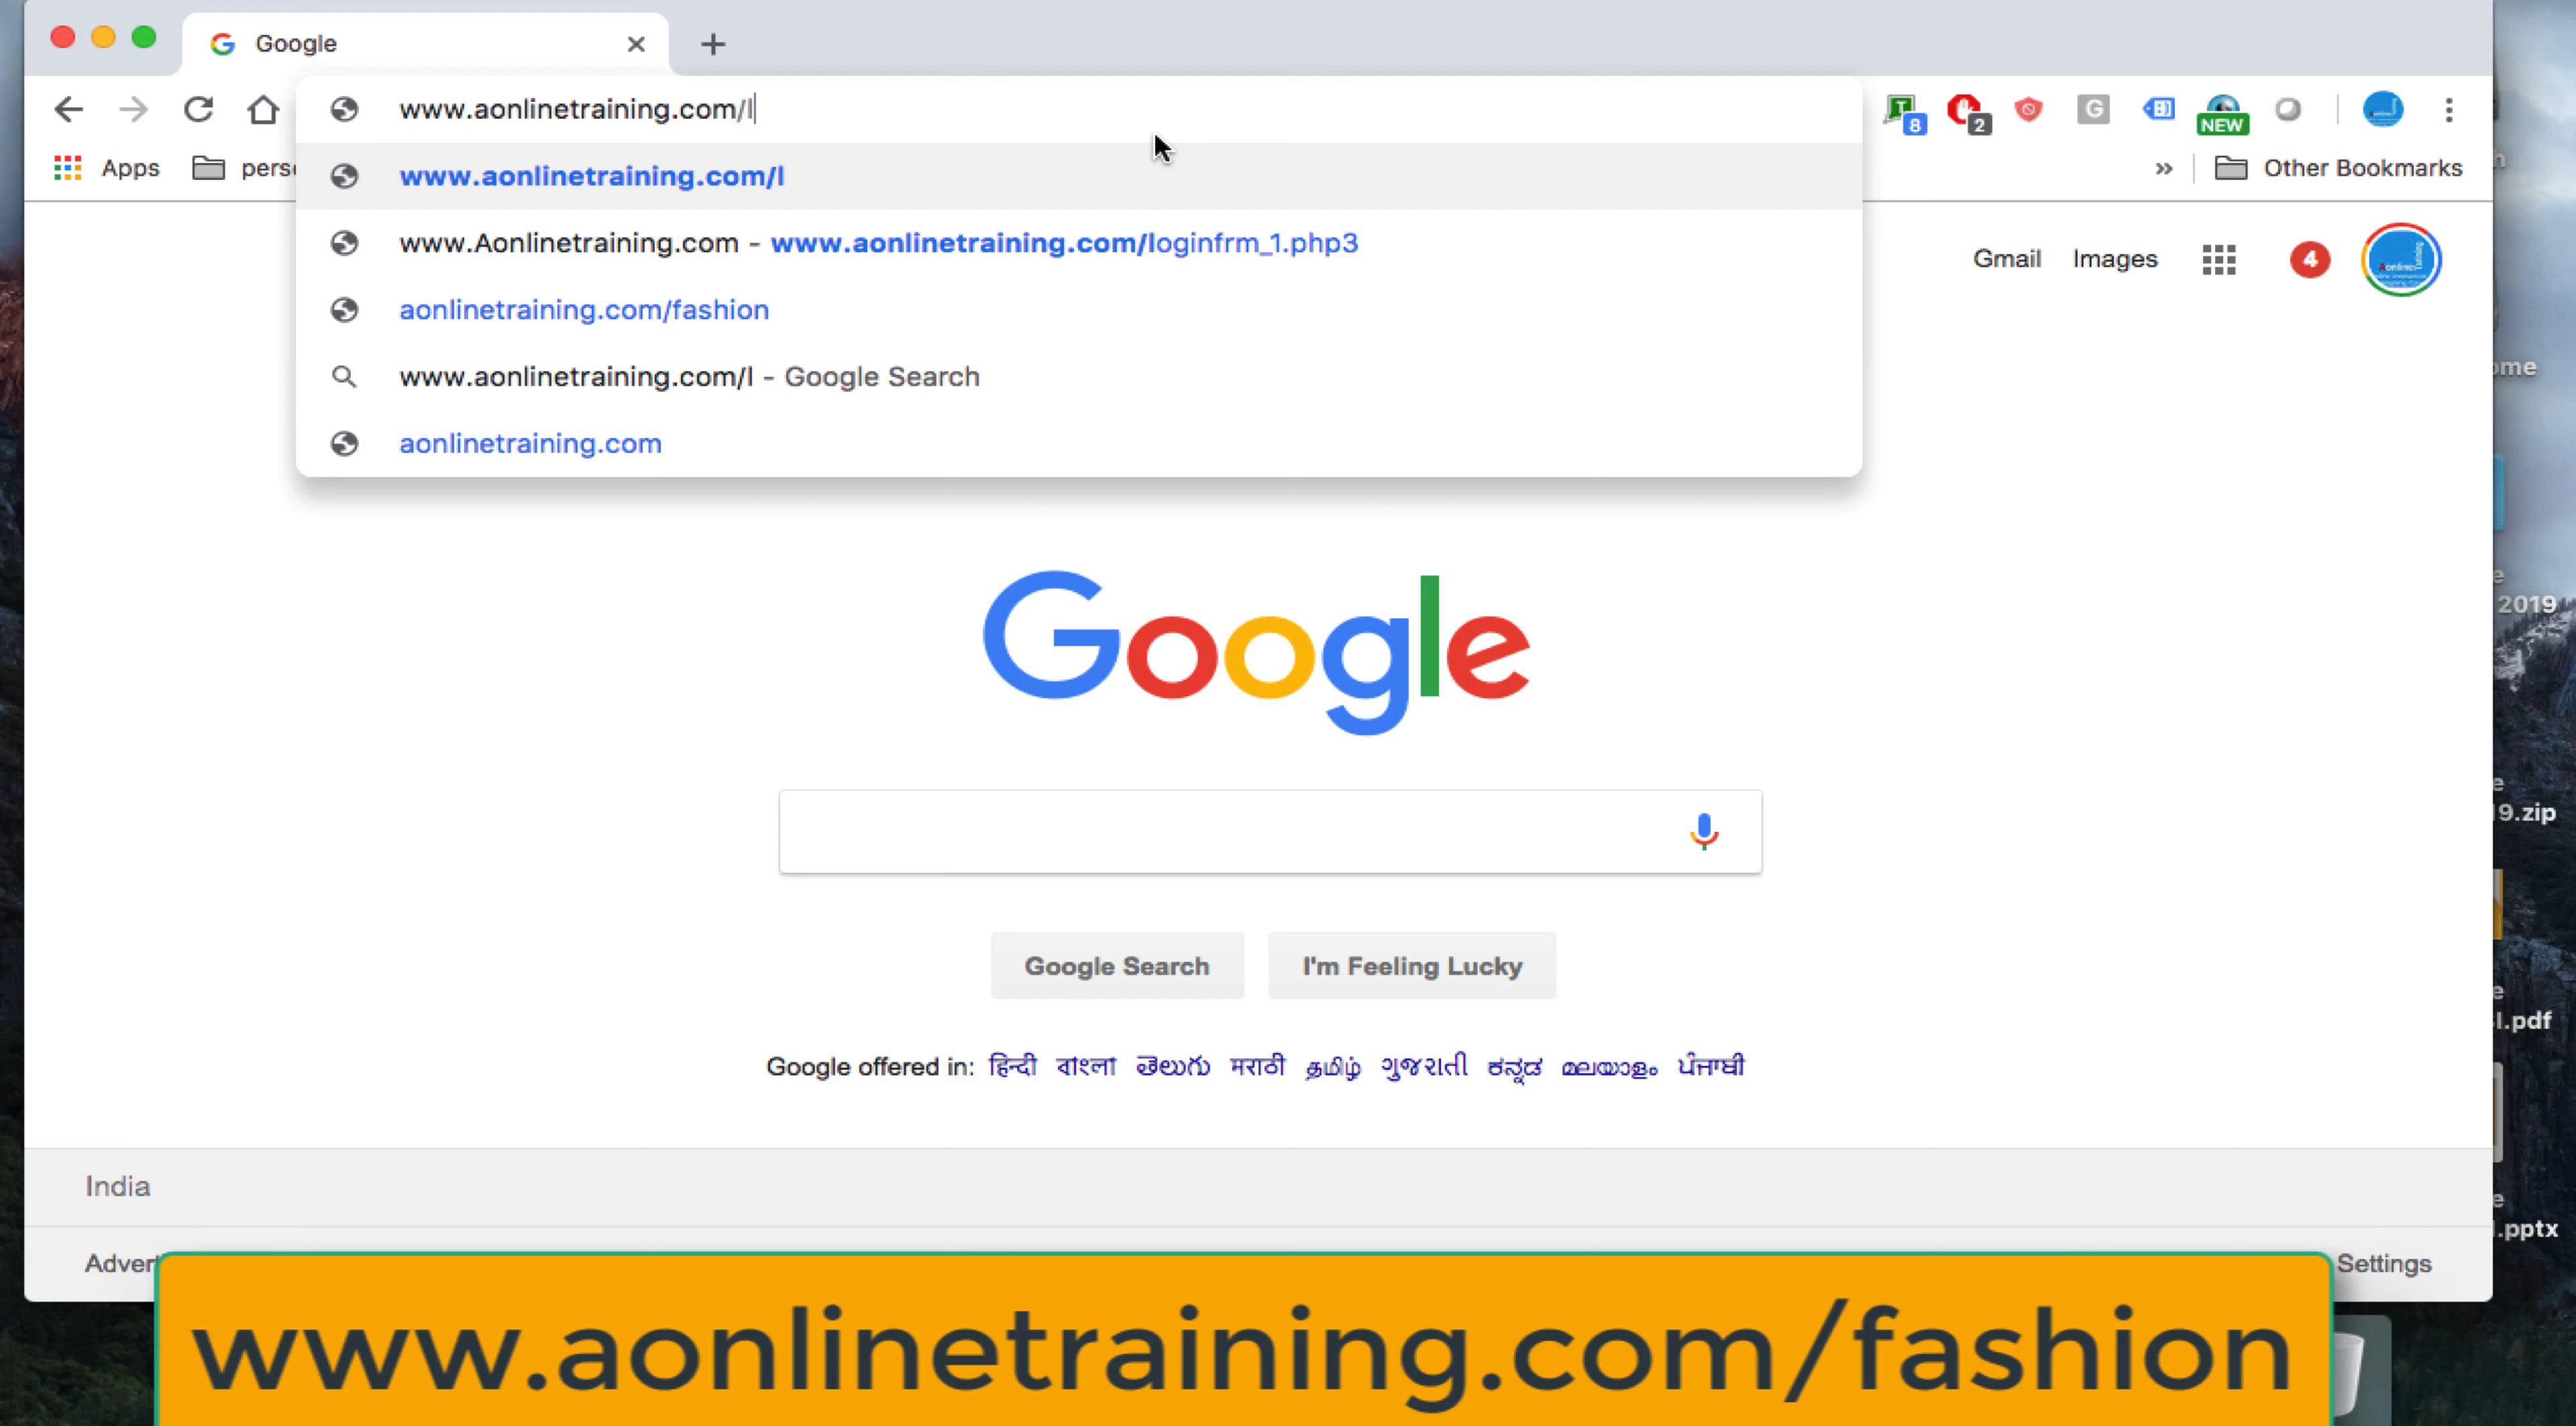 Google
www.aonlinetraining.com/l
T 8 2 G NEW
Apps
Other Bookmarks
www.aonlinetraining.com/l
www.Aonlinetraining.com - www.aonlinetraining.com/loginfrm_1.php3
Gmail Images 4
aonlinetraining.com/fashion
www.aonlinetraining.com/l - Google Search
aonlinetraining.com
2019
Google
Google Search I'm Feeling Lucky
Google offered in: हिन्दी বাংলা తెలుగు मराठी தமிழ் ગુજરાતી ಕನ್ನಡ മലയാളം ਪੰਜਾਬੀ
.pptx
India
Settings
www.aonlinetraining.com/fashion